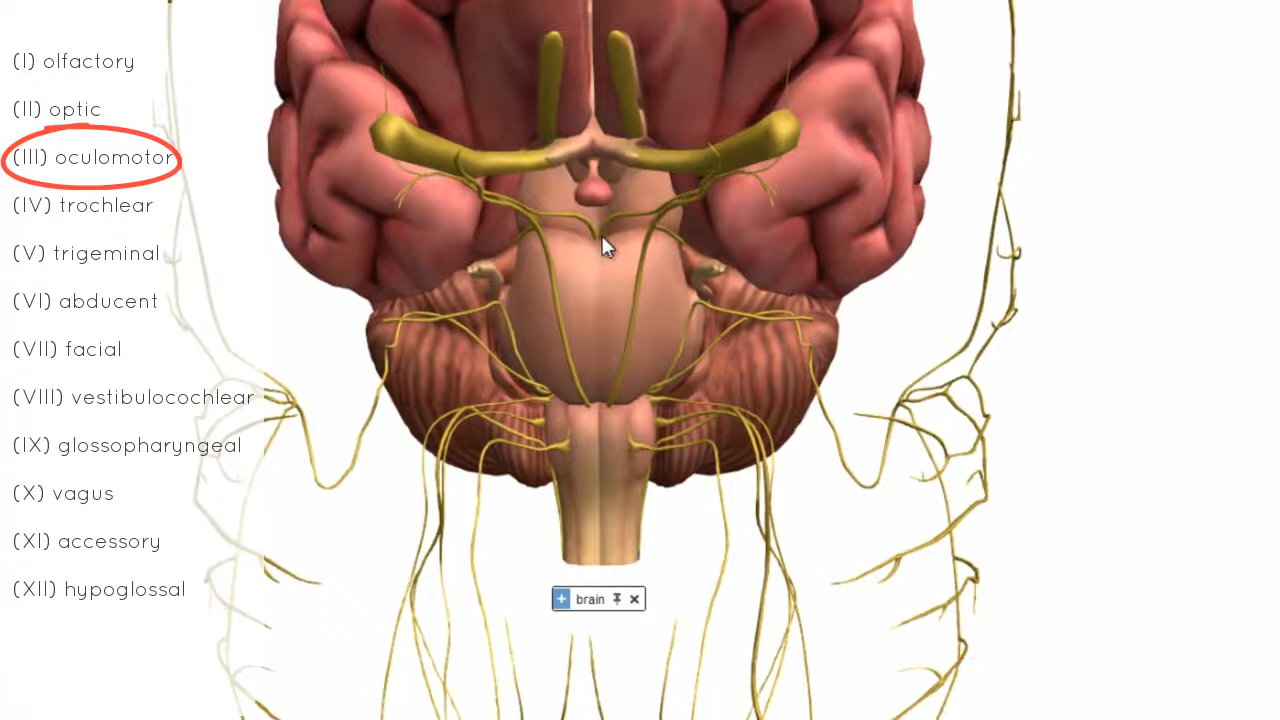 (I) olfactory
(II) optic
(III) oculomotor
(IV) trochlear
(V) trigeminal
(VI) abducent
(VII) facial
(VIII) vestibulocochlear
(IX) glossopharyngeal
(X) vagus
(XI) accessory
(XII) hypoglossal
brain